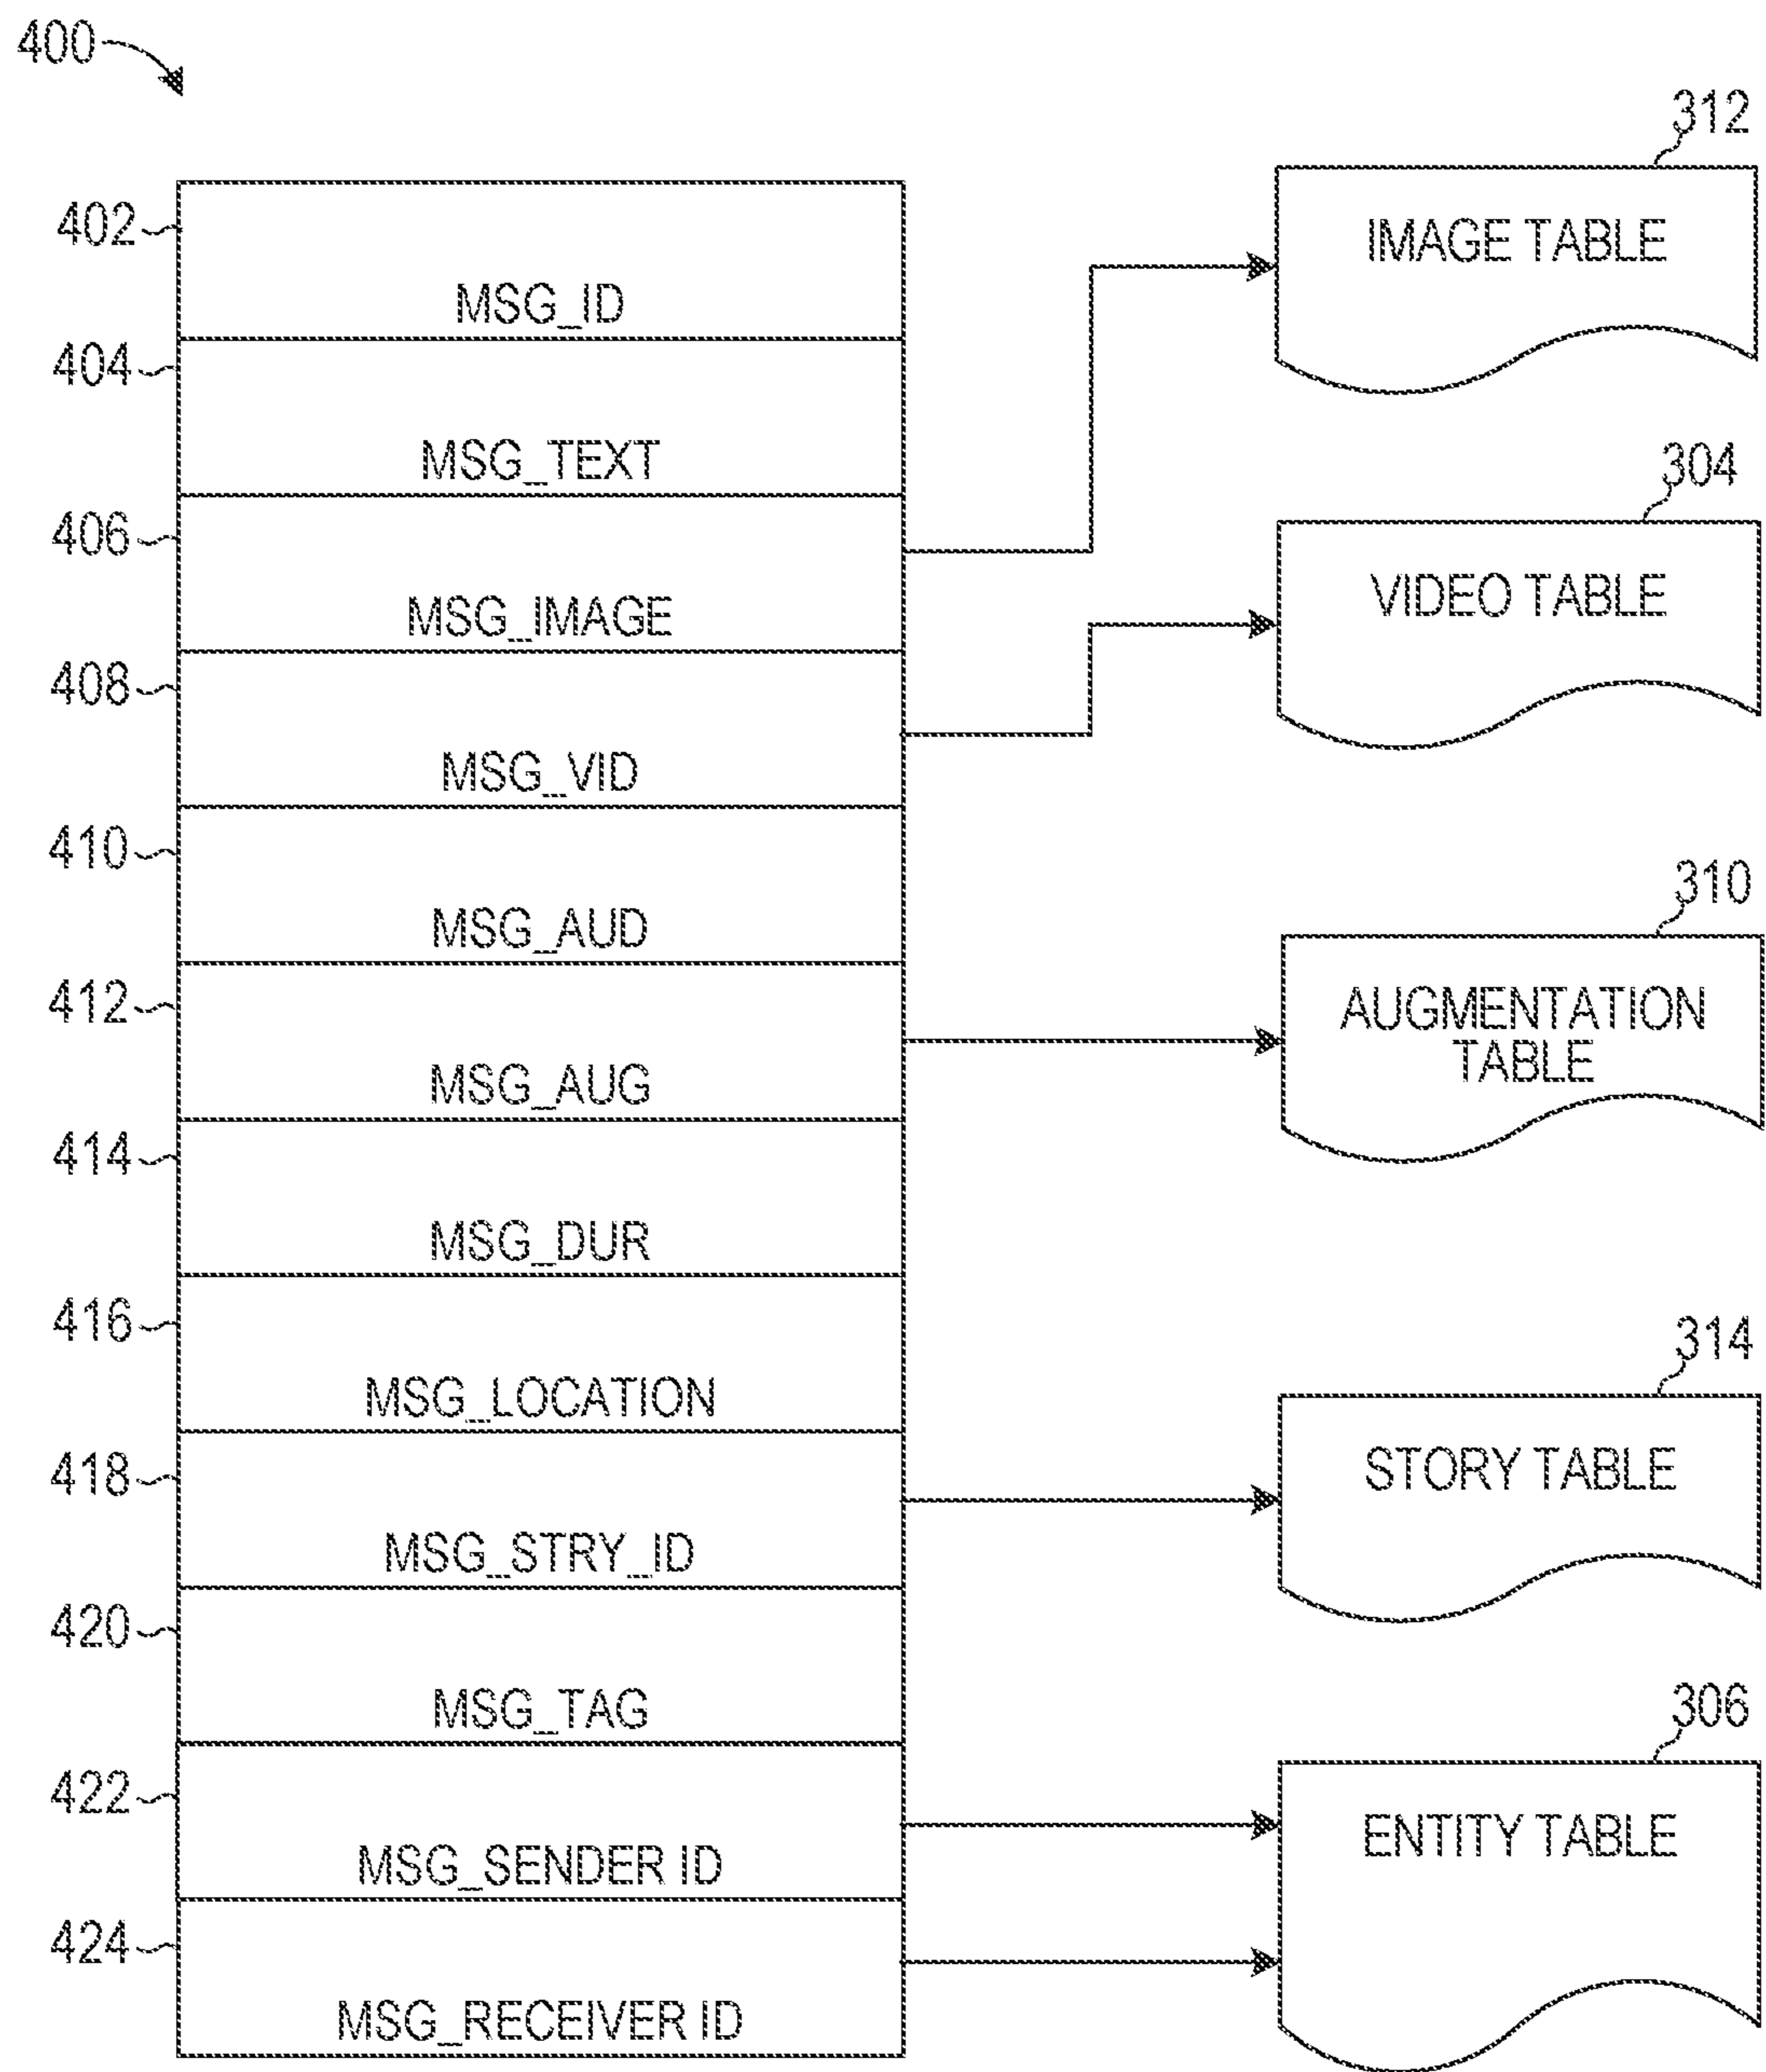 400
402
MSG_ID
404
MSG_TEXT
406
MSG_IMAGE
408
MSG_VID
410
MSG_AUD
412
MSG_AUG
414
MSG_DUR
416
MSG_LOCATION
418
MSG_STRY_ID
420
MSG_TAG
422
MSG_SENDER ID
424
MSG_RECEIVER ID
312
IMAGE TABLE
304
VIDEO TABLE
310
AUGMENTATION
TABLE
314
STORY TABLE
306
ENTITY TABLE